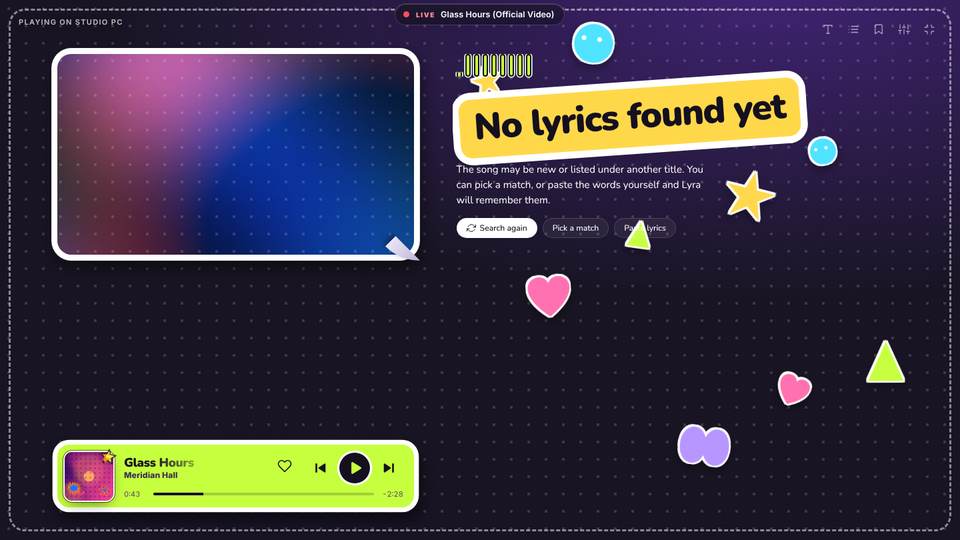 PLAYING ON STUDIO PC
LIVE Glass Hours (Official Video)
No lyrics found yet
The song may be new or listed under another title. You
can pick a match, or paste the words yourself and Lyra
will remember them.
Search again
Pick a match
Paste lyrics
Glass Hours
Meridian Hall
0:43
-2:28